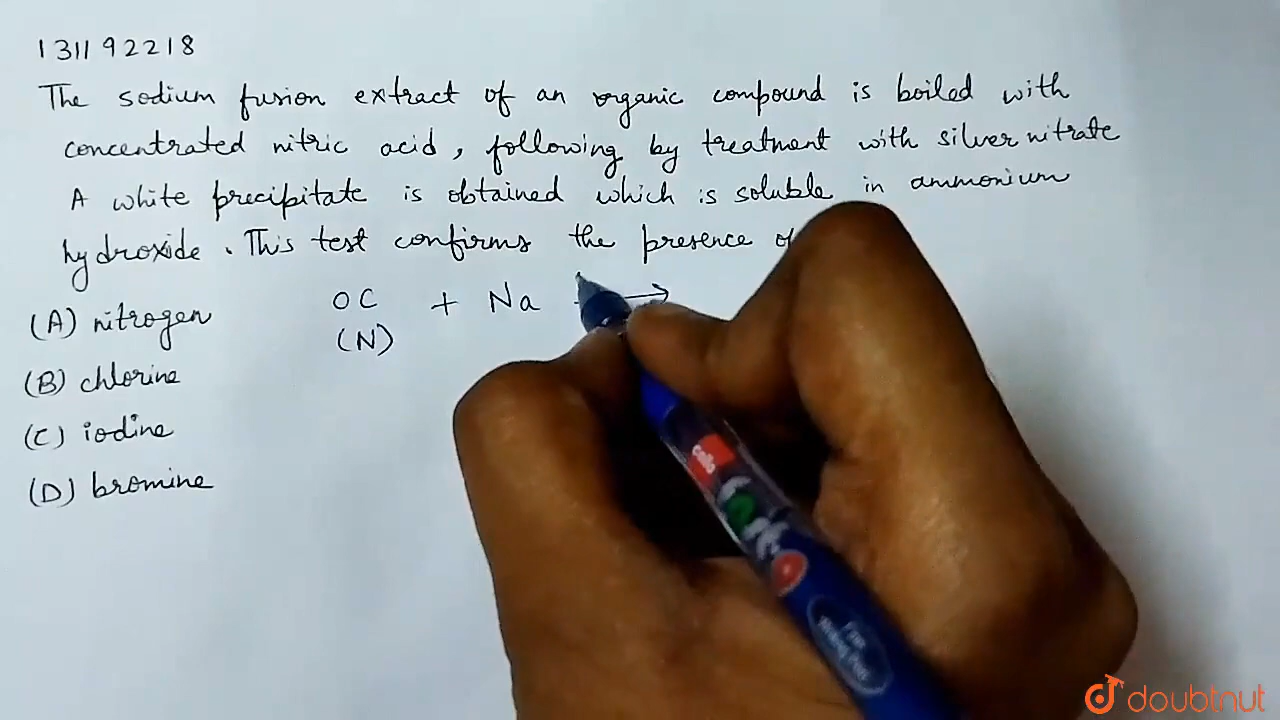 131192218
The sodium fusion extract of an organic compound is boiled with
concentrated nitric acid, following by treatment with silver nitrate
A white precipitate is obtained which is soluble in ammonium
hydroxide. This test confirms the presence of
(A) nitrogen
OC + Na →
(N)
(B) chlorine
(C) iodine
(D) bromine
cello
doubtnut